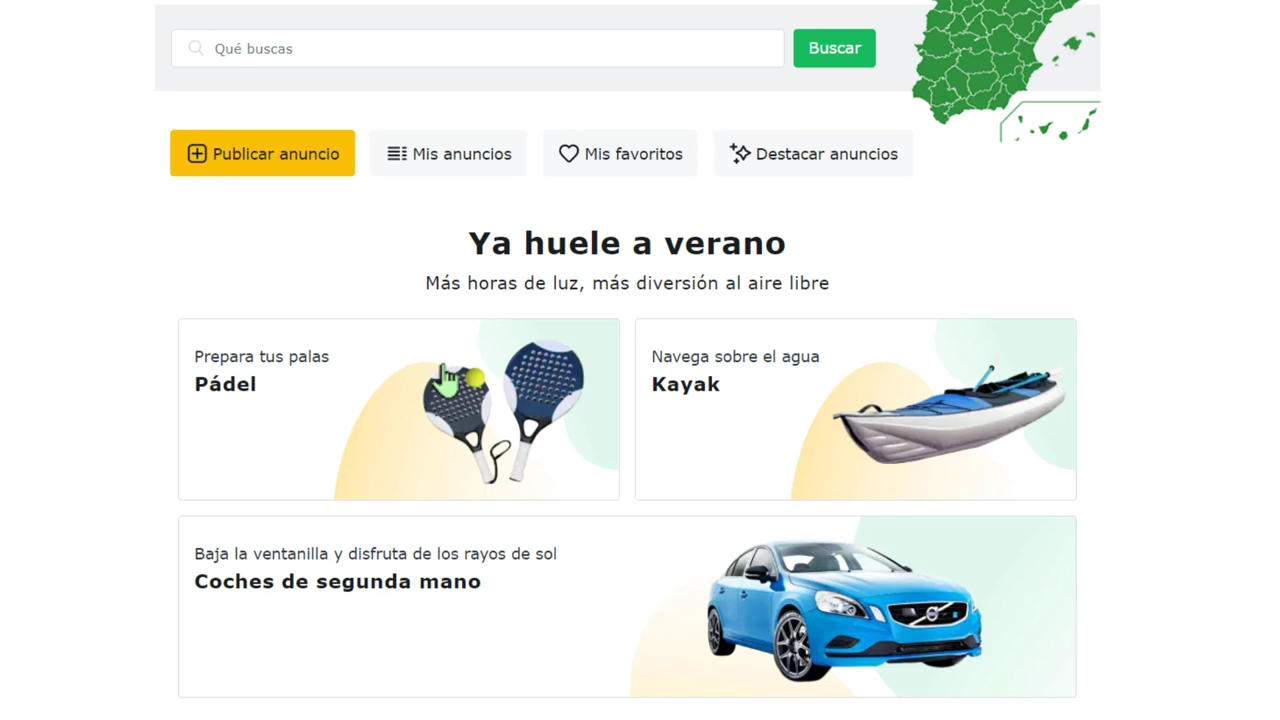 Qué buscas
Buscar
Publicar anuncio
Mis anuncios
Mis favoritos
Destacar anuncios
Ya huele a verano
Más horas de luz, más diversión al aire libre
Prepara tus palas
Pádel
Navega sobre el agua
Kayak
Baja la ventanilla y disfruta de los rayos de sol
Coches de segunda mano